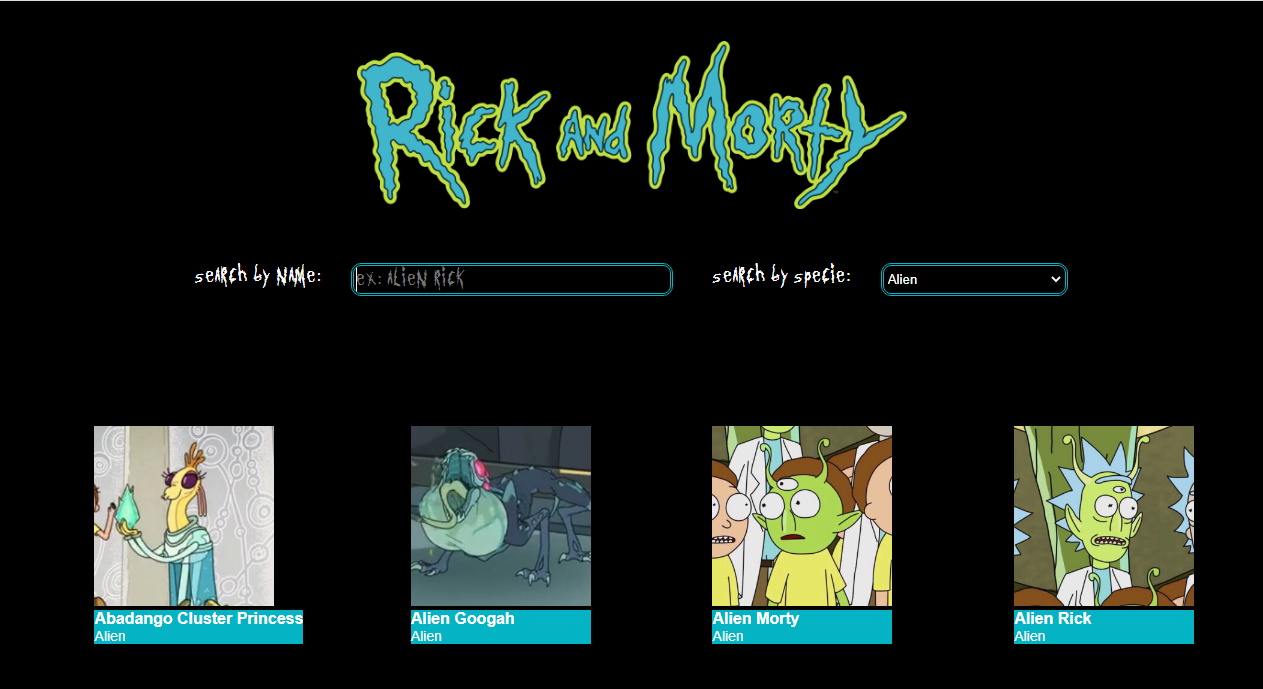 Rick and Morty
search by name:
ex: Alien Rick
search by specie:
Alien
Abadango Cluster Princess
Alien
Alien Googah
Alien
Alien Morty
Alien
Alien Rick
Alien